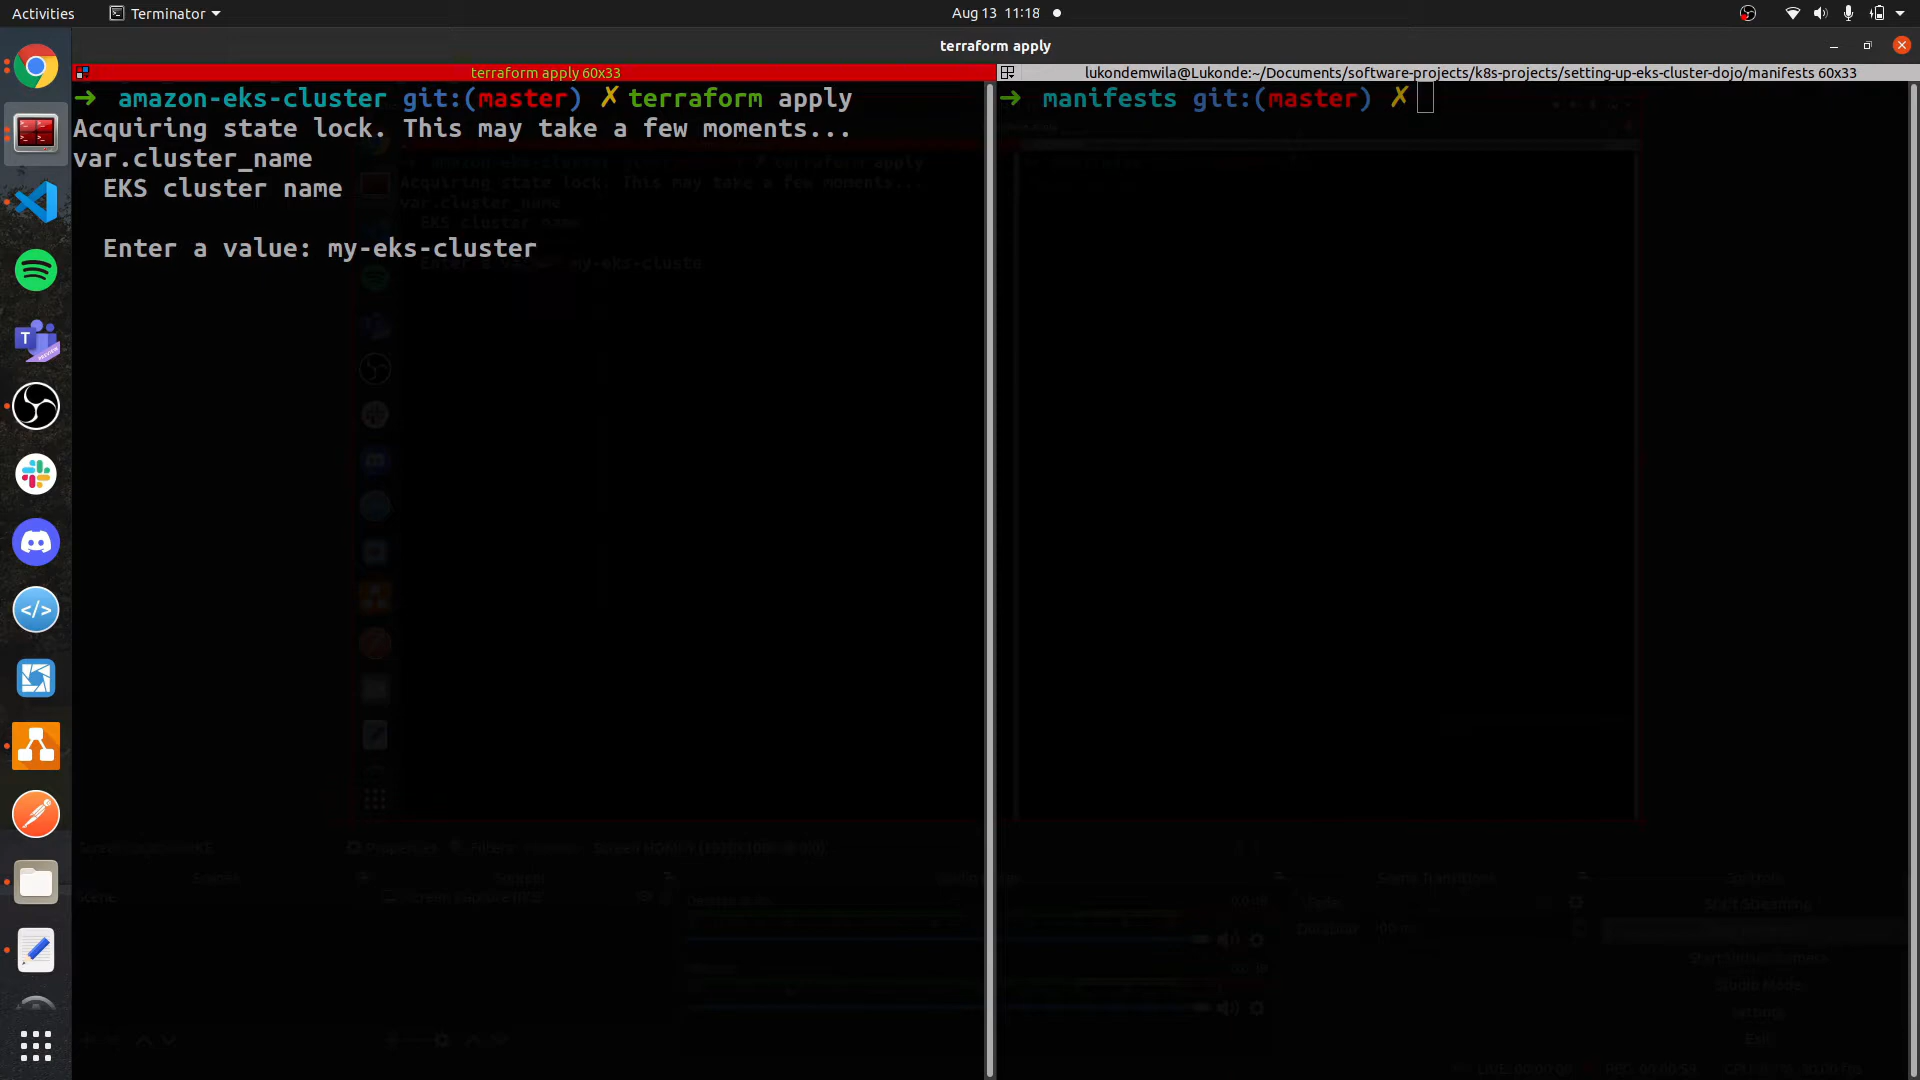 Activities
Terminator
Aug 13 11:18
terraform apply
terraform apply 60x33
lukondemwila@Lukonde:~/Documents/software-projects/k8s-projects/setting-up-eks-cluster-dojo/manifests 60x33
➜ amazon-eks-cluster git:(master) ✗ terraform apply
Acquiring state lock. This may take a few moments...
var.cluster_name
EKS cluster name
Enter a value: my-eks-cluster
➜ manifests git:(master) ✗